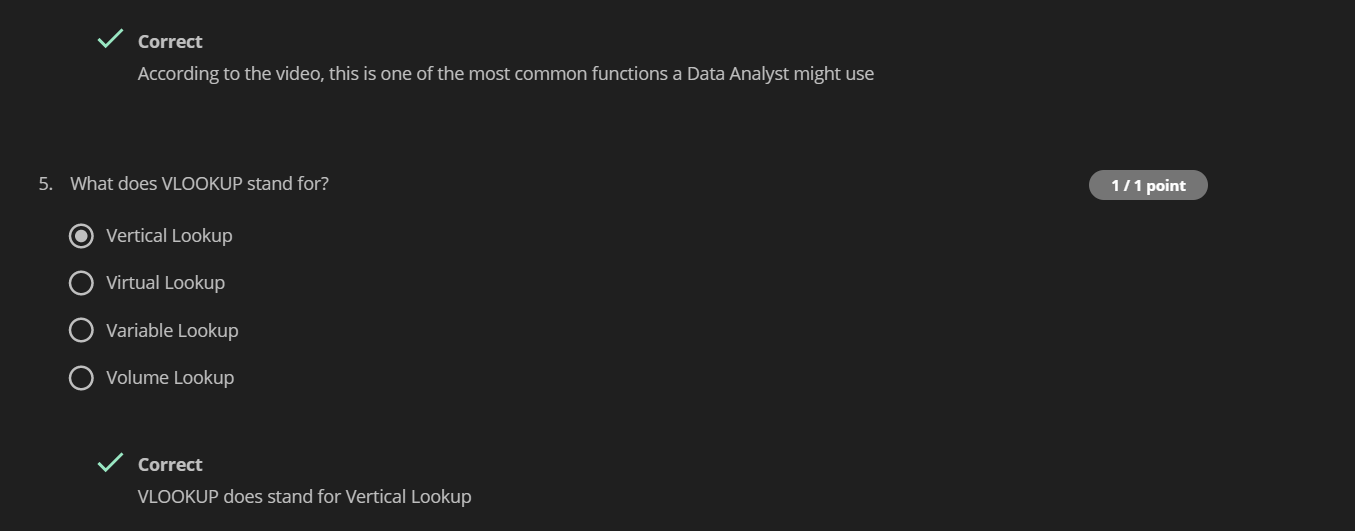 Correct
According to the video, this is one of the most common functions a Data Analyst might use
5. What does VLOOKUP stand for?
1 / 1 point
Vertical Lookup
Virtual Lookup
Variable Lookup
Volume Lookup
Correct
VLOOKUP does stand for Vertical Lookup